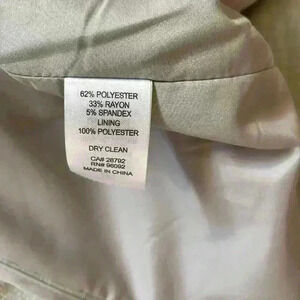 62% POLYESTER
33% RAYON
5% SPANDEX
LINING
100% POLYESTER
DRY CLEAN
CA# 28792
RN# 96092
MADE IN CHINA